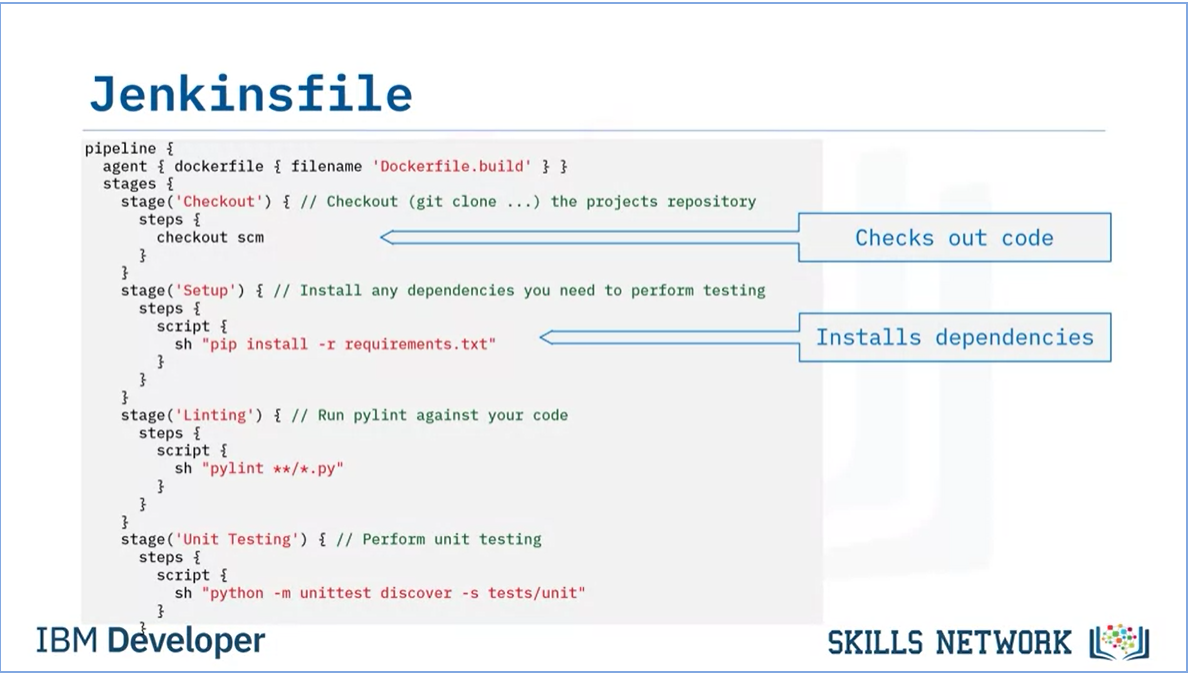 Jenkinsfile
pipeline {
  agent { dockerfile { filename 'Dockerfile.build' } }
  stages {
    stage('Checkout') { // Checkout (git clone ...) the projects repository
      steps {
        checkout scm
      }
    }
    stage('Setup') { // Install any dependencies you need to perform testing
      steps {
        script {
          sh "pip install -r requirements.txt"
        }
      }
    }
    stage('Linting') { // Run pylint against your code
      steps {
        script {
          sh "pylint **/*.py"
        }
      }
    }
    stage('Unit Testing') { // Perform unit testing
      steps {
        script {
          sh "python -m unittest discover -s tests/unit"
        }
      }
Checks out code
Installs dependencies
IBM Developer
SKILLS NETWORK